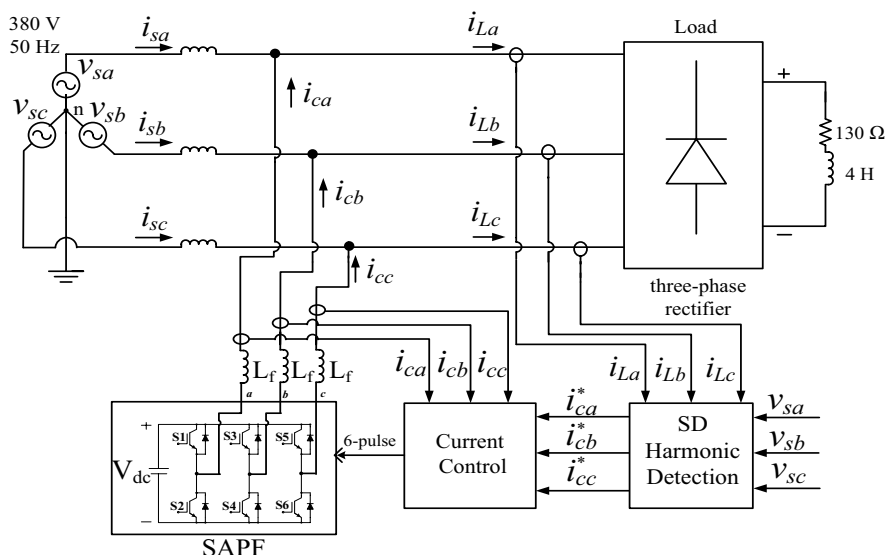 380 V
50 Hz
i_sa
i_La
Load
v_sa
i_ca
+
v_sc
n
v_sb
i_sb
i_Lb
130 Ω
4 H
i_cb
i_sc
i_Lc
−
i_cc
three-phase
rectifier
L_f
L_f
L_f
i_ca
i_cb
i_cc
i_La
i_Lb
i_Lc
a
b
c
+
S1
S3
S5
V_dc
S2
S4
S6
−
6-pulse
Current
Control
i*_ca
i*_cb
i*_cc
SD
Harmonic
Detection
v_sa
v_sb
v_sc
SAPF